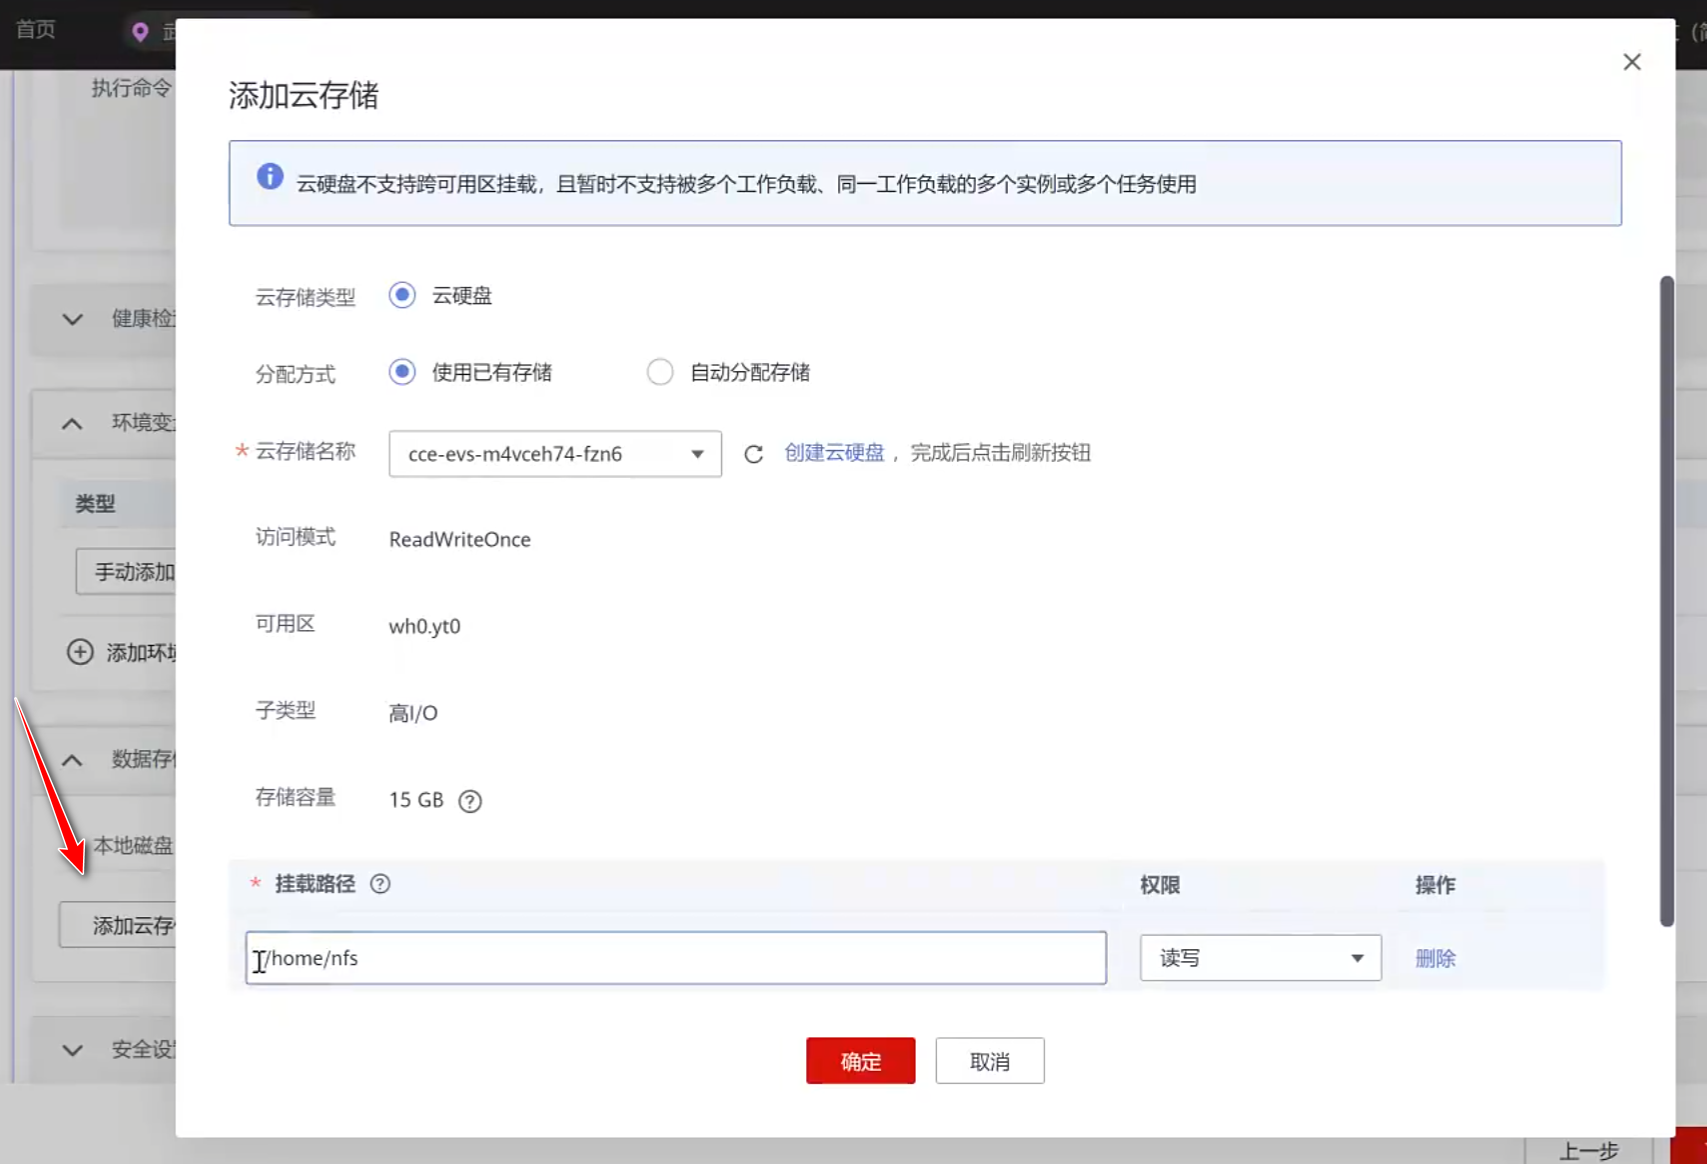 首页
武
(简
执行命令
添加云存储
云硬盘不支持跨可用区挂载，且暂时不支持被多个工作负载、同一工作负载的多个实例或多个任务使用
云存储类型 云硬盘
健康检
分配方式 使用已有存储 自动分配存储
环境变
* 云存储名称 cce-evs-m4vceh74-fzn6 创建云硬盘 ，完成后点击刷新按钮
类型
访问模式 ReadWriteOnce
手动添加
可用区 wh0.yt0
添加环
子类型 高I/O
数据存
存储容量 15 GB
本地磁盘
* 挂载路径 权限 操作
添加云存
/home/nfs 读写 删除
安全设
确定 取消
上一步